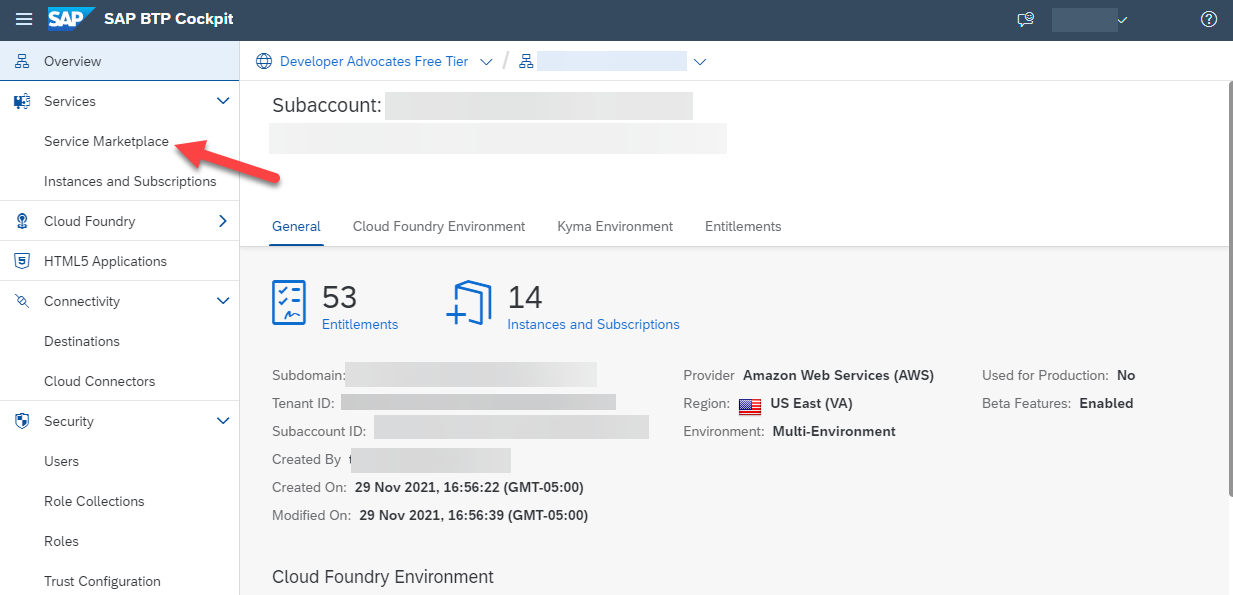 SAP SAP BTP Cockpit
Overview
Services
Service Marketplace
Instances and Subscriptions
Cloud Foundry
HTML5 Applications
Connectivity
Destinations
Cloud Connectors
Security
Users
Role Collections
Roles
Trust Configuration
Developer Advocates Free Tier /
Subaccount:
General Cloud Foundry Environment Kyma Environment Entitlements
53
Entitlements
14
Instances and Subscriptions
Subdomain:
Tenant ID:
Subaccount ID:
Created By
Created On: 29 Nov 2021, 16:56:22 (GMT-05:00)
Modified On: 29 Nov 2021, 16:56:39 (GMT-05:00)
Provider Amazon Web Services (AWS)
Region: US East (VA)
Environment: Multi-Environment
Used for Production: No
Beta Features: Enabled
Cloud Foundry Environment